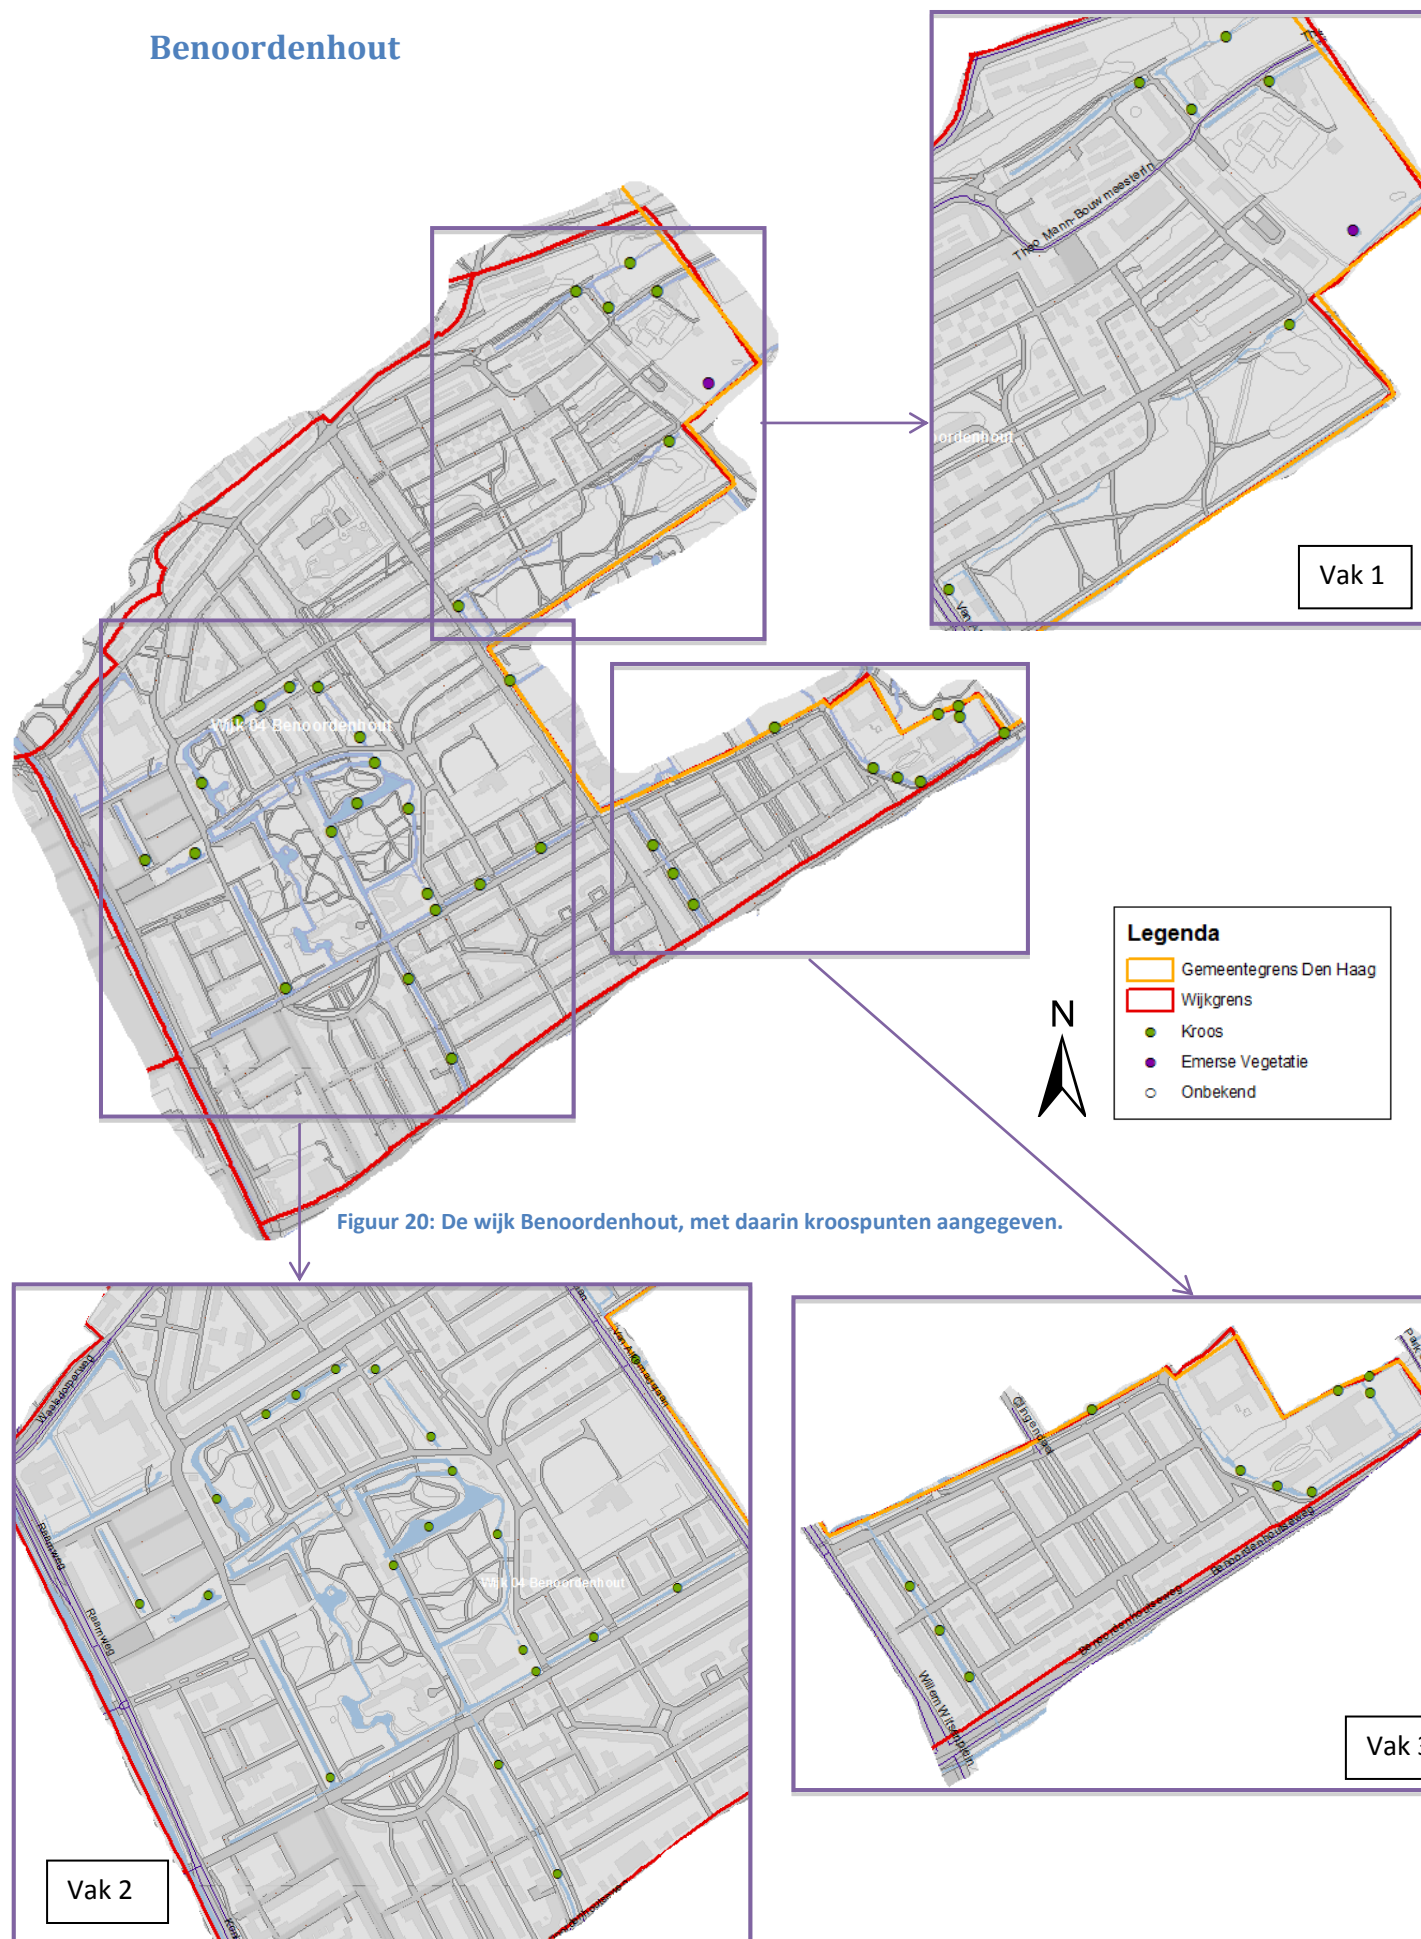 Benoordenhout
Theo Mann-Bouwmeesterln
oordenhout
Vak 1
Wijk 04 Benoordenhout
Legenda
Gemeentegrens Den Haag
Wijkgrens
Kroos
Emerse Vegetatie
Onbekend
N
Figuur 20: De wijk Benoordenhout, met daarin kroospunten aangegeven.
Waalsdorperweg
Van Alkemadelaan
Raamweg
Raamweg
Wijk 04 Benoordenhout
Vak 2
Clingendael
Benoordenhoutseweg
Benoordenhoutseweg
Willem Witsenplein
Vak 3